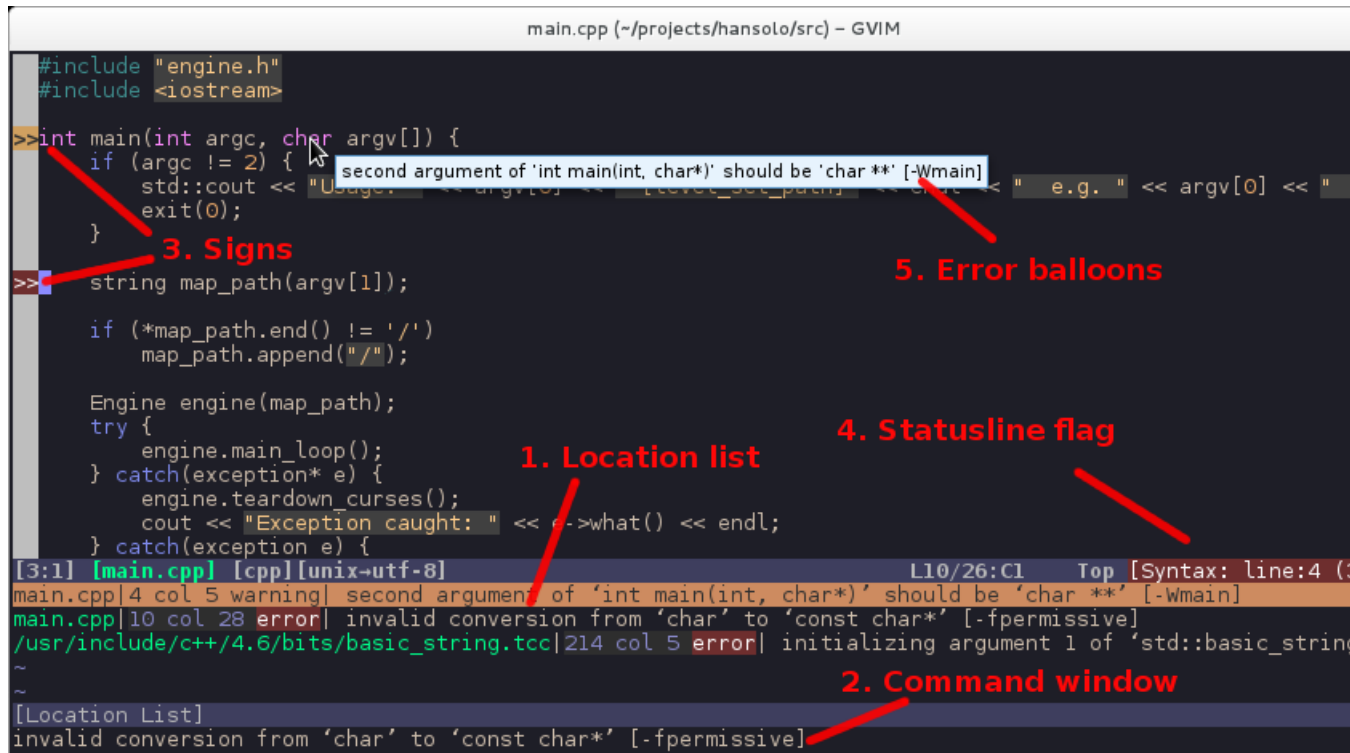 main.cpp (~/projects/hansolo/src) – GVIM
#include "engine.h"
#include <iostream>
>>int main(int argc, char argv[]) {
if (argc != 2) {
second argument of 'int main(int, char*)' should be 'char **' [-Wmain]
std::cout << "Usage: " << argv[0] << " [level_set_path]" << endl << "  e.g. " << argv[0] << "
exit(0);
}
3. Signs
5. Error balloons
>> string map_path(argv[1]);
if (*map_path.end() != '/')
map_path.append("/");
Engine engine(map_path);
try {
4. Statusline flag
engine.main_loop();
1. Location list
} catch(exception* e) {
engine.teardown_curses();
cout << "Exception caught: " << e->what() << endl;
} catch(exception e) {
[3:1] [main.cpp] [cpp][unix→utf-8] L10/26:C1 Top [Syntax: line:4 (3
main.cpp|4 col 5 warning| second argument of ‘int main(int, char*)’ should be ‘char **’ [-Wmain]
main.cpp|10 col 28 error| invalid conversion from ‘char’ to ‘const char*’ [-fpermissive]
/usr/include/c++/4.6/bits/basic_string.tcc|214 col 5 error| initializing argument 1 of ‘std::basic_string
~
~
2. Command window
[Location List]
invalid conversion from ‘char’ to ‘const char*’ [-fpermissive]